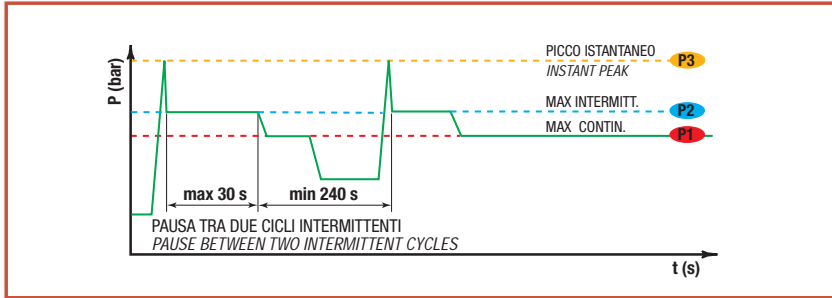 P (bar)
PICCO ISTANTANEO
INSTANT PEAK
P3
MAX INTERMITT.
P2
MAX CONTIN.
P1
max 30 s
min 240 s
PAUSA TRA DUE CICLI INTERMITTENTI
PAUSE BETWEEN TWO INTERMITTENT CYCLES
t (s)